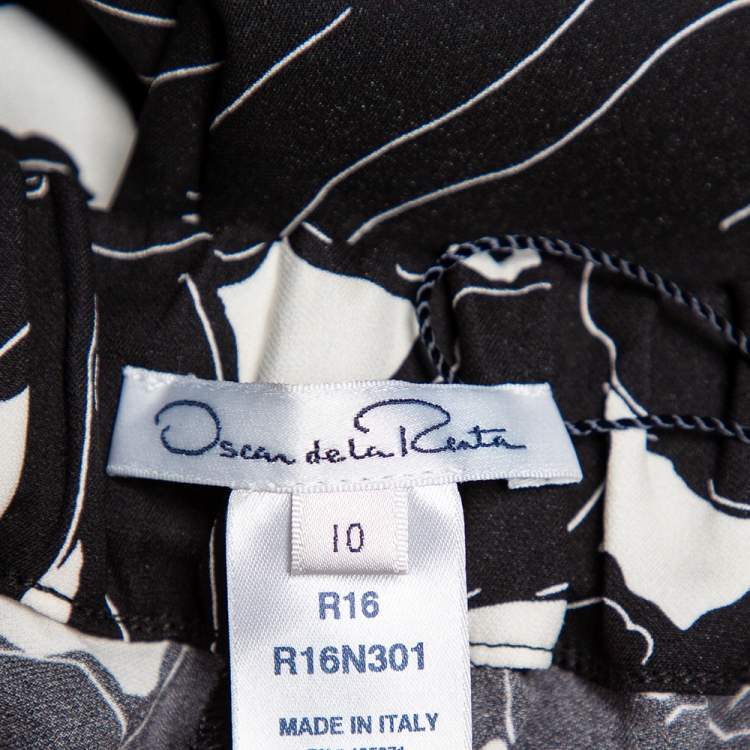 Oscar de la Renta
10
R16
R16N301
MADE IN ITALY